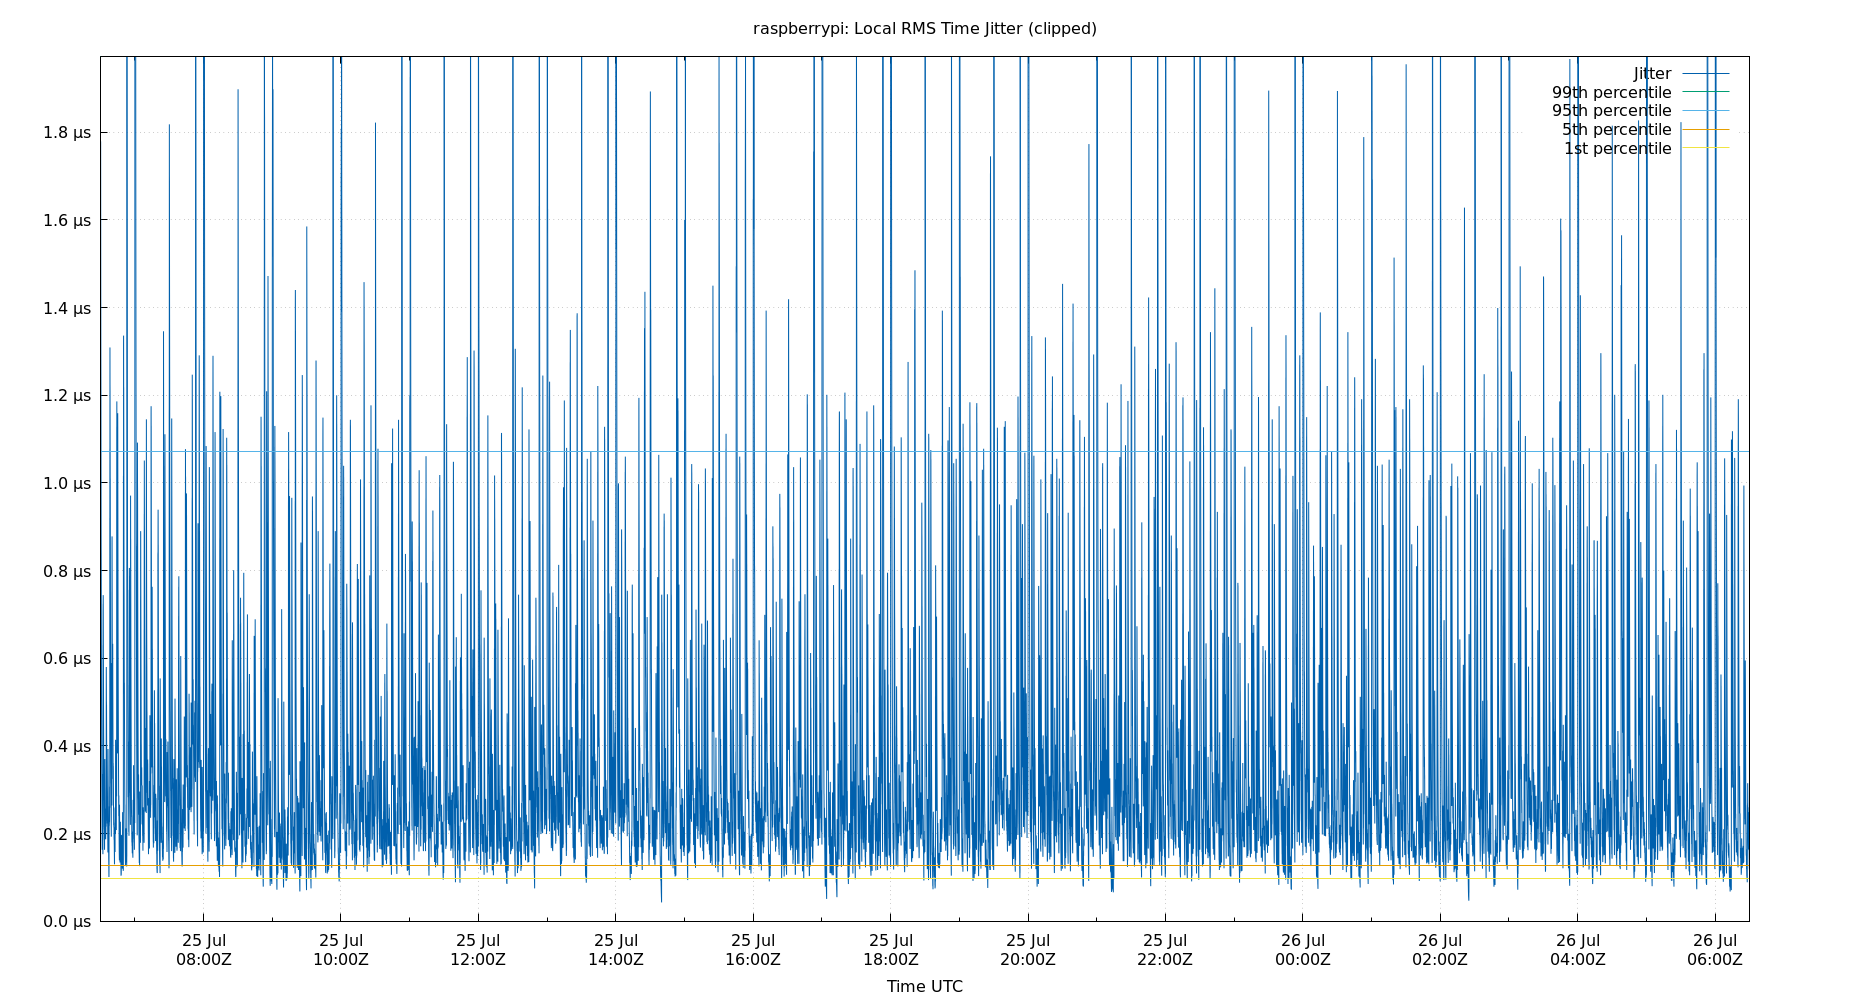 raspberrypi: Local RMS Time Jitter (clipped)
Jitter
99th percentile
95th percentile
5th percentile
1st percentile
1.8 µs
1.6 µs
1.4 µs
1.2 µs
1.0 µs
0.8 µs
0.6 µs
0.4 µs
0.2 µs
0.0 µs
25 Jul 25 Jul 25 Jul 25 Jul 25 Jul 25 Jul 25 Jul 25 Jul 26 Jul 26 Jul 26 Jul 26 Jul
08:00Z 10:00Z 12:00Z 14:00Z 16:00Z 18:00Z 20:00Z 22:00Z 00:00Z 02:00Z 04:00Z 06:00Z
Time UTC